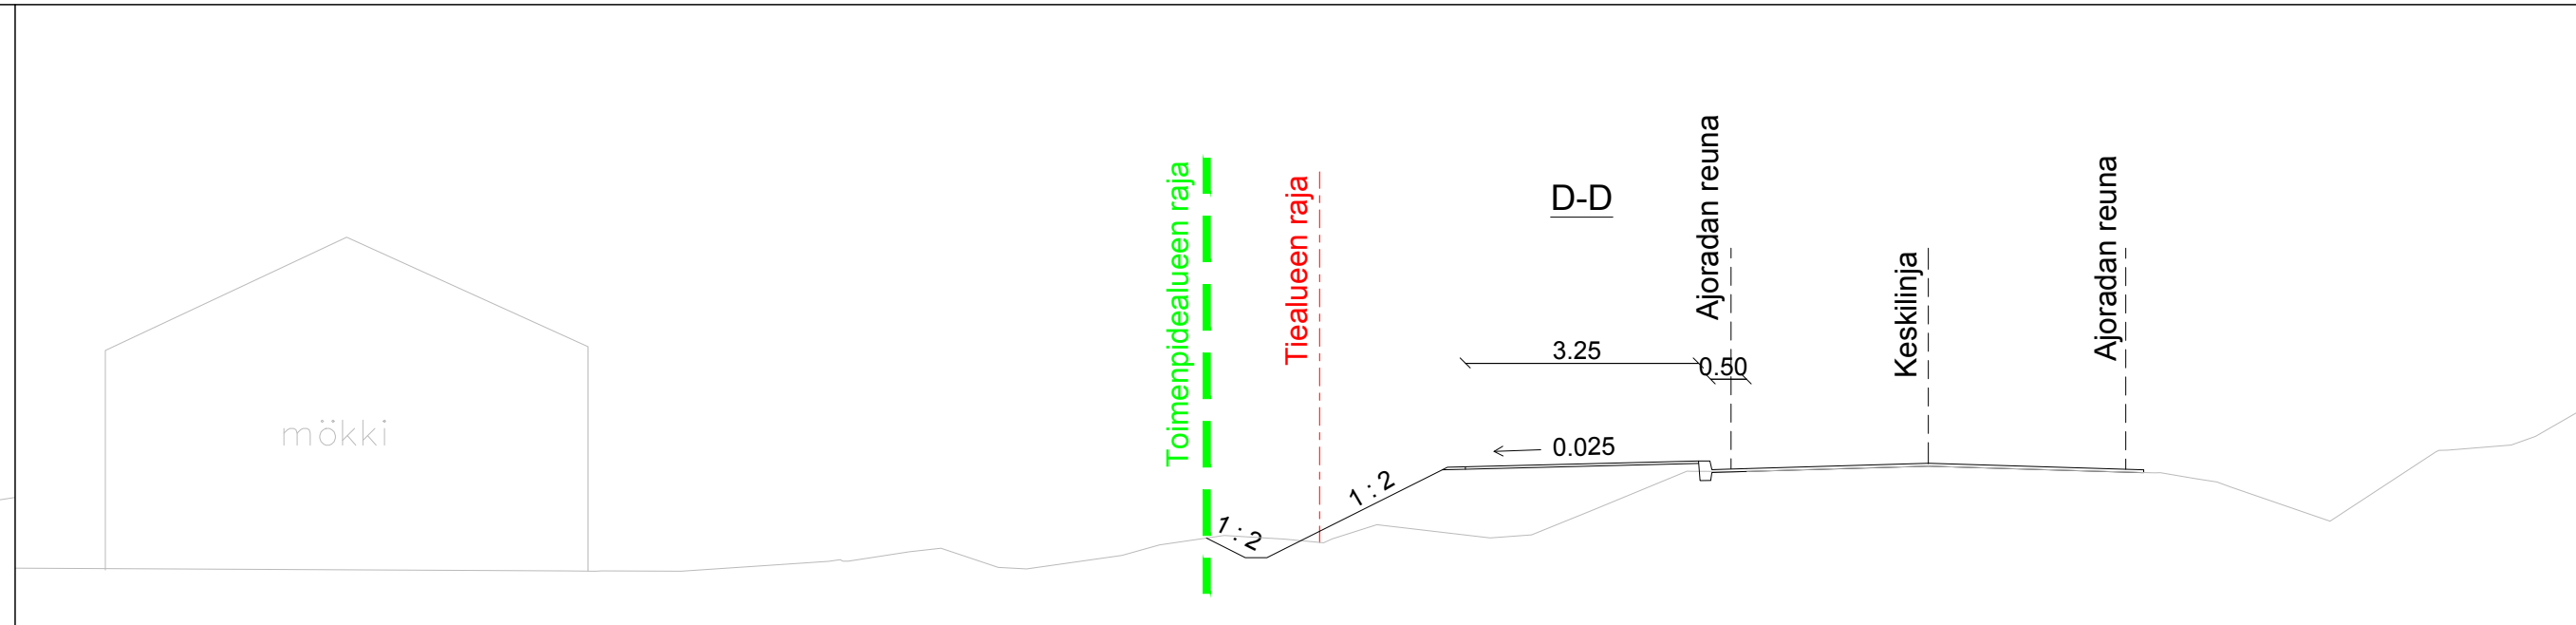 Toimenpidealueen raja
Tiealueen raja
D-D
Ajoradan reuna
Keskilinja
Ajoradan reuna
3.25
0.50
mökki
0.025
1 : 2
1 : 2